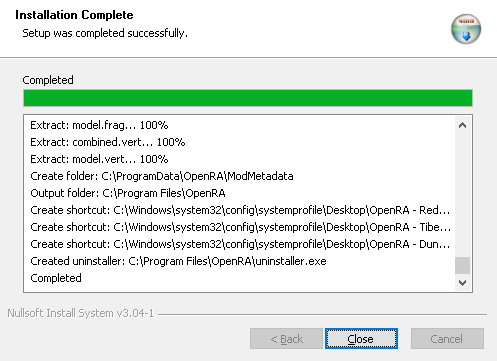 Installation Complete
Setup was completed successfully.
Completed
Extract: model.frag... 100%
Extract: combined.vert... 100%
Extract: model.vert... 100%
Create folder: C:\ProgramData\OpenRA\ModMetadata
Output folder: C:\Program Files\OpenRA
Create shortcut: C:\Windows\system32\config\systemprofile\Desktop\OpenRA - Red...
Create shortcut: C:\Windows\system32\config\systemprofile\Desktop\OpenRA - Tibe...
Create shortcut: C:\Windows\system32\config\systemprofile\Desktop\OpenRA - Dun...
Created uninstaller: C:\Program Files\OpenRA\uninstaller.exe
Completed
Nullsoft Install System v3.04-1
< Back Close Cancel